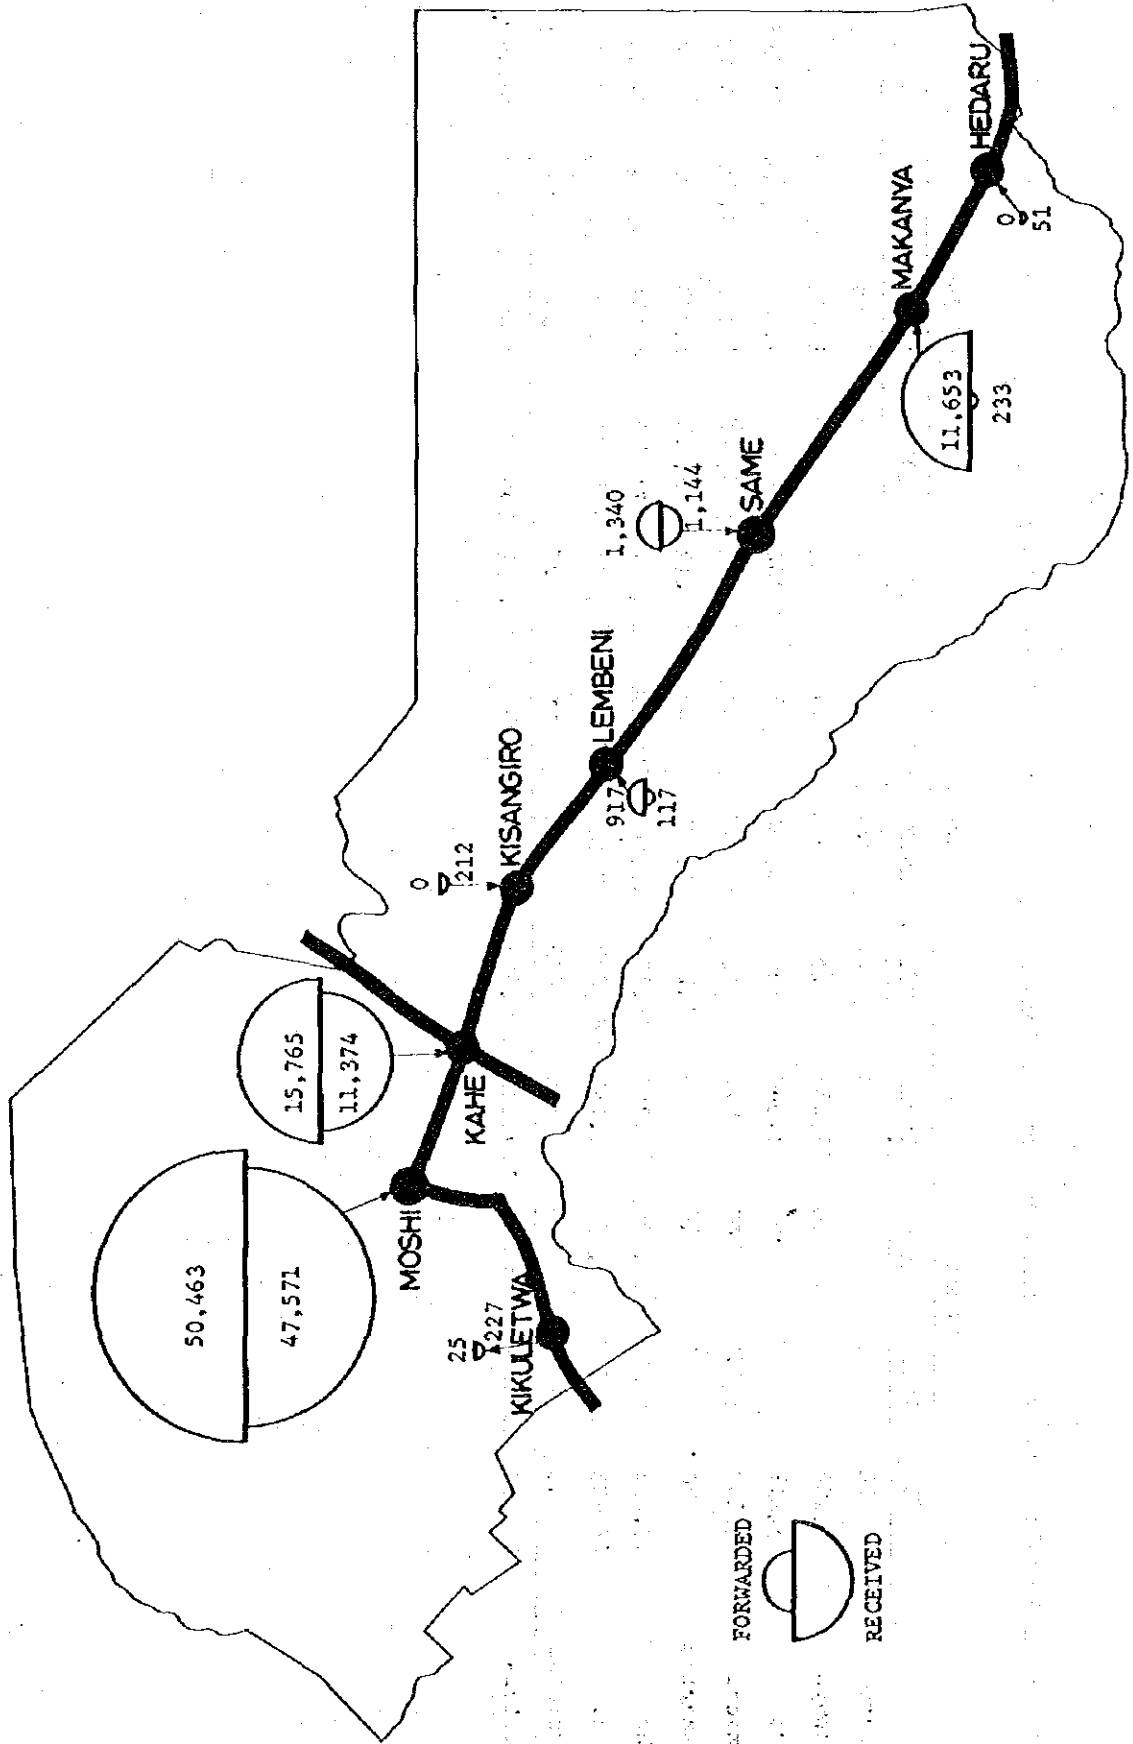 50,463
47,571
MOSHI
15,765
11,374
KAHE
25
227
KIKULETWA
0
212
KISANGIRO
917
117
LEMBENI
1,340
1,144
SAME
MAKANYA
11,653
233
HEDARU
0
51
FORWARDED
RECEIVED